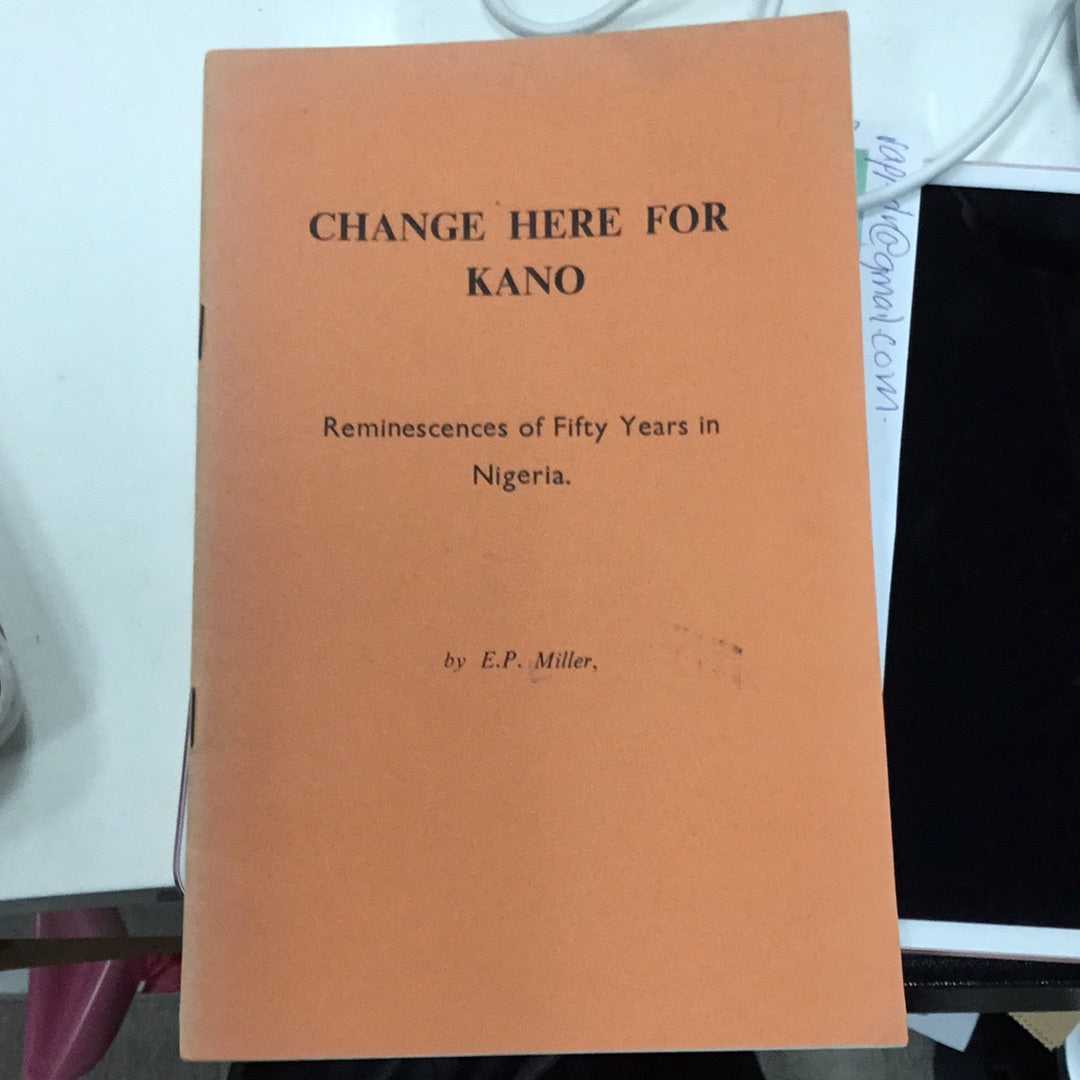 CHANGE HERE FOR
KANO
Reminescences of Fifty Years in
Nigeria.
by E.P. Miller,